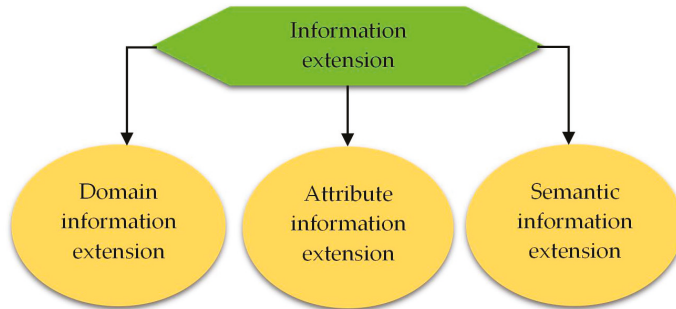 Information
extension
Domain
information
extension
Attribute
information
extension
Semantic
information
extension